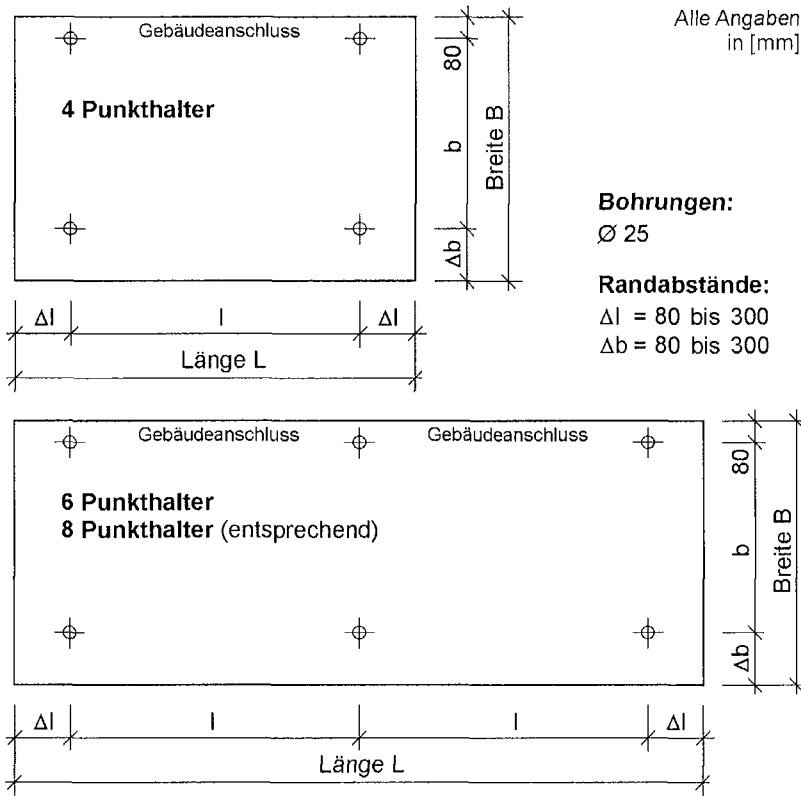 Alle Angaben
in [mm]
Gebäudeanschluss
4 Punkthalter
80
b
Δb
Breite B
Bohrungen:
Ø 25
Randabstände:
Δl = 80 bis 300
Δb = 80 bis 300
Δl l Δl
Länge L
Gebäudeanschluss Gebäudeanschluss
6 Punkthalter
8 Punkthalter (entsprechend)
80
b
Δb
Breite B
Δl l l Δl
Länge L